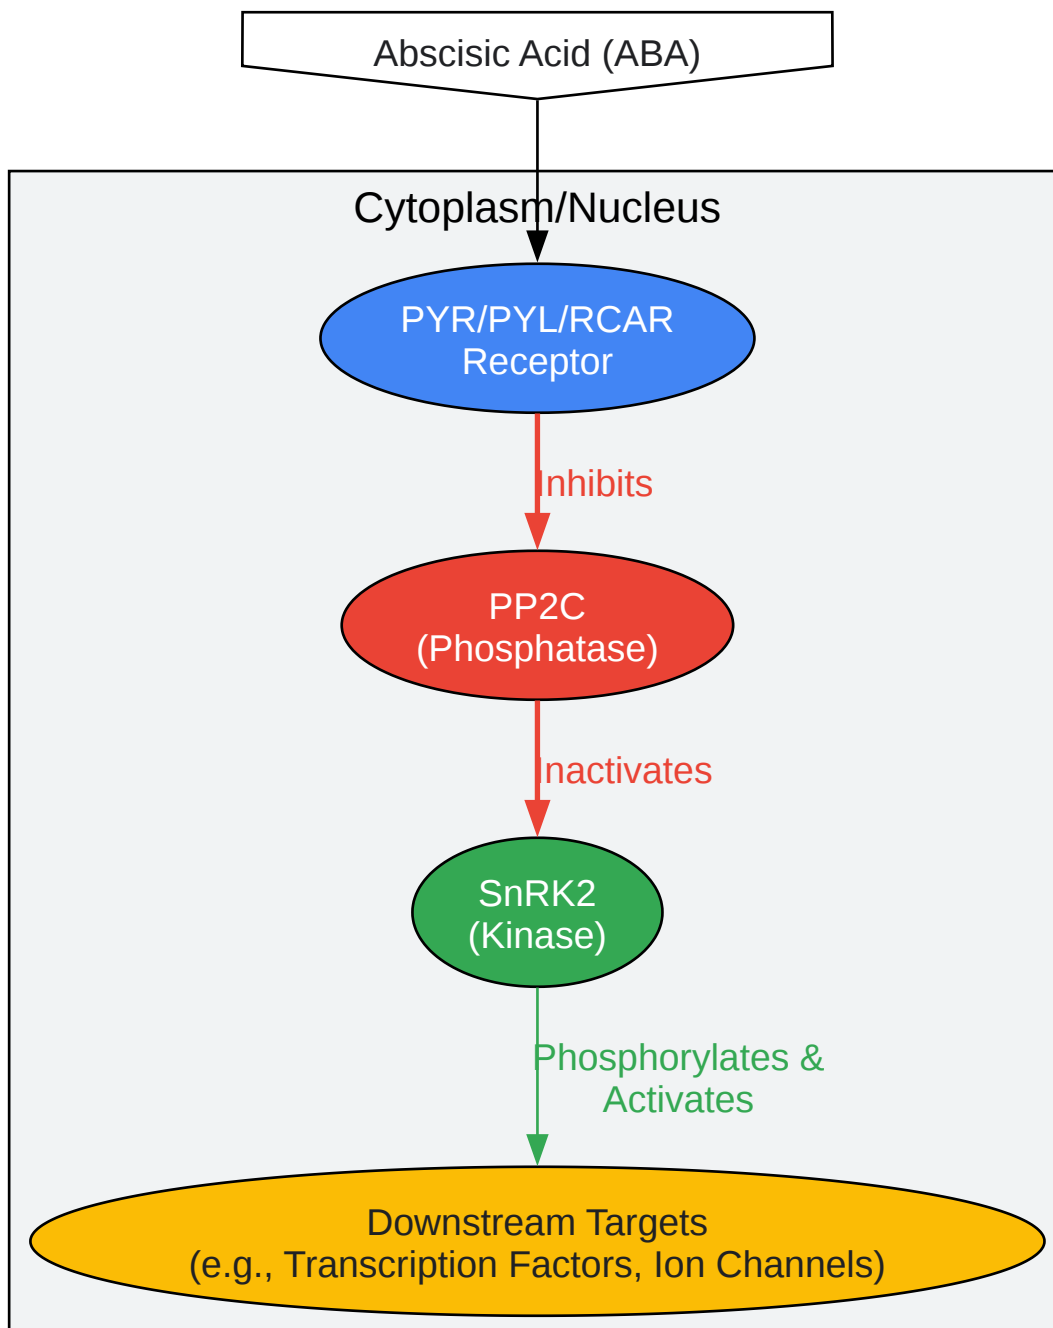 Abscisic Acid (ABA)
Cytoplasm/Nucleus
PYR/PYL/RCAR
Receptor
Inhibits
PP2C
(Phosphatase)
Inactivates
SnRK2
(Kinase)
Phosphorylates &
Activates
Downstream Targets
(e.g., Transcription Factors, Ion Channels)